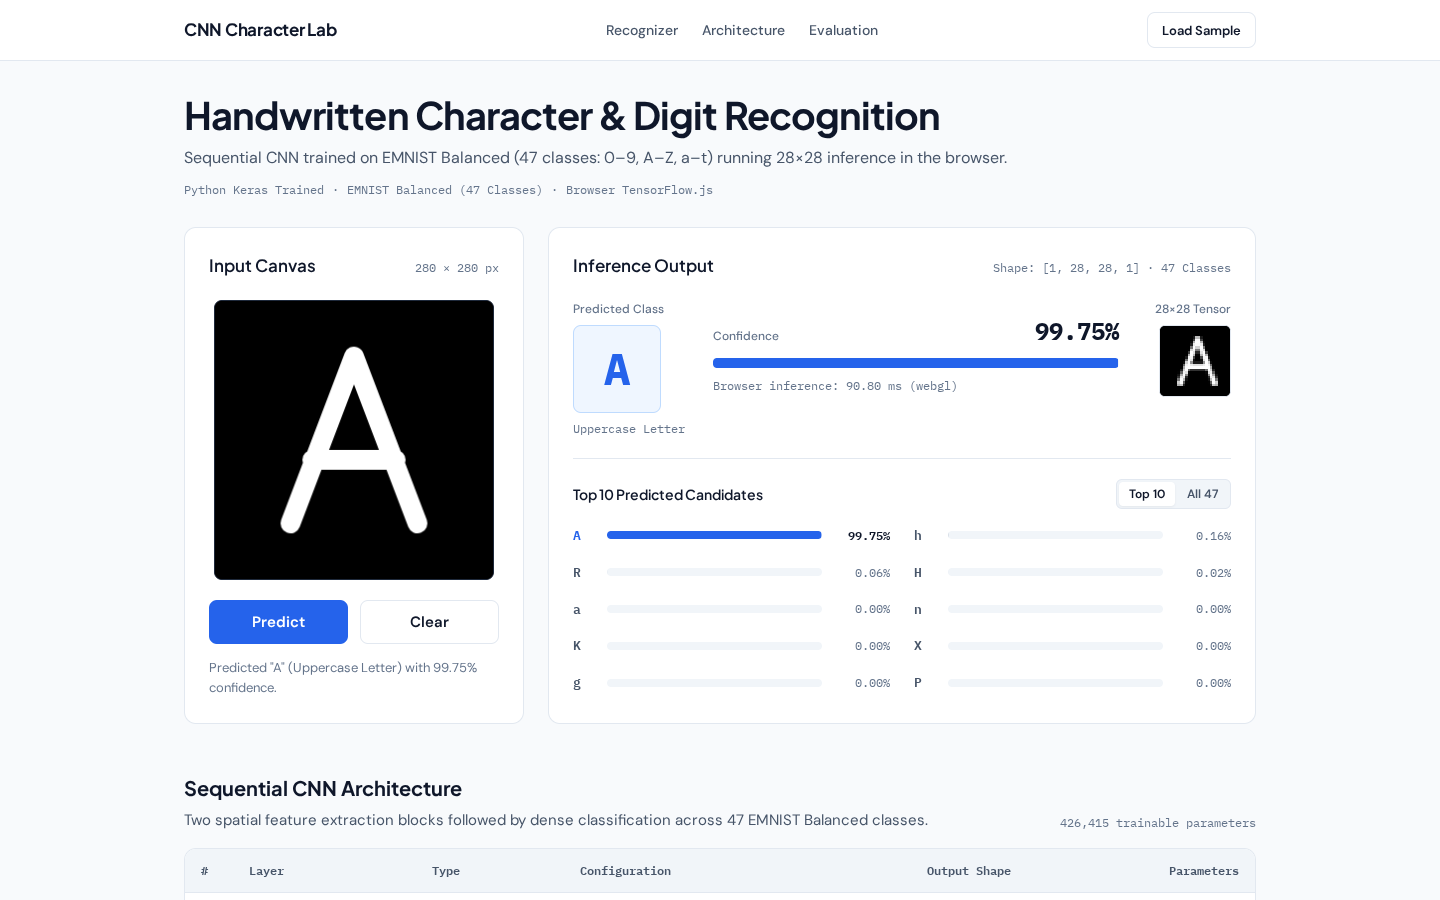 CNN Character Lab
Recognizer Architecture Evaluation
Load Sample
Handwritten Character & Digit Recognition
Sequential CNN trained on EMNIST Balanced (47 classes: 0–9, A–Z, a–t) running 28×28 inference in the browser.
Python Keras Trained · EMNIST Balanced (47 Classes) · Browser TensorFlow.js
Input Canvas
280 × 280 px
A
Predict
Clear
Predicted "A" (Uppercase Letter) with 99.75%
confidence.
Inference Output
Shape: [1, 28, 28, 1] · 47 Classes
Predicted Class
A
Uppercase Letter
Confidence
99.75%
Browser inference: 90.80 ms (webgl)
28×28 Tensor
A
Top 10 Predicted Candidates
Top 10
All 47
A 99.75% h 0.16%
R 0.06% H 0.02%
a 0.00% n 0.00%
K 0.00% X 0.00%
g 0.00% P 0.00%
Sequential CNN Architecture
Two spatial feature extraction blocks followed by dense classification across 47 EMNIST Balanced classes.
426,415 trainable parameters
# Layer Type Configuration Output Shape Parameters